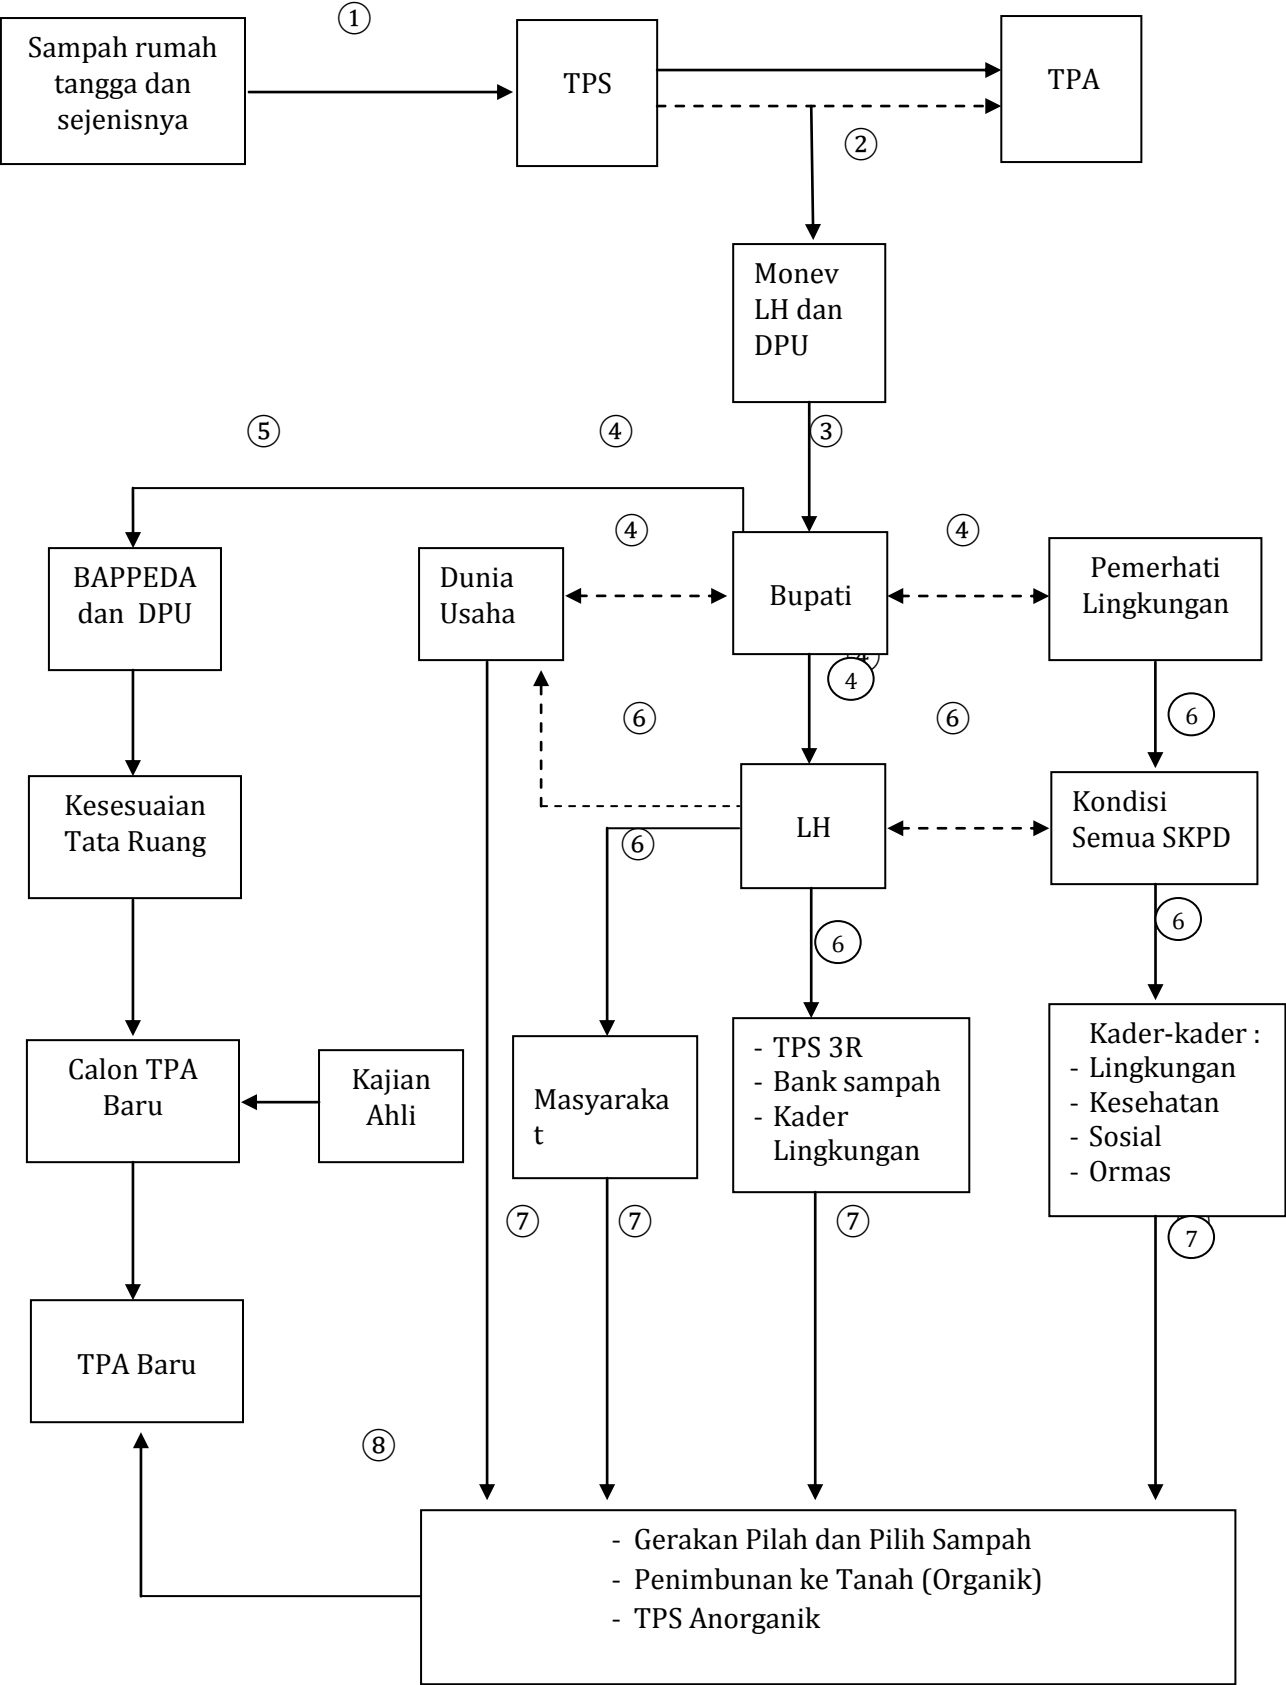 ①
Sampah rumah
tangga dan
sejenisnya
TPS
TPA
②
Monev
LH dan
DPU
⑤
④
③
④
④
BAPPEDA
dan DPU
Dunia
Usaha
Bupati
Pemerhati
Lingkungan
4
⑥
⑥
6
Kesesuaian
Tata Ruang
LH
Kondisi
Semua SKPD
⑥
6
6
Calon TPA
Baru
Kajian
Ahli
Masyaraka
t
- TPS 3R
- Bank sampah
- Kader
Lingkungan
Kader-kader :
- Lingkungan
- Kesehatan
- Sosial
- Ormas
⑦
⑦
⑦
7
TPA Baru
⑧
- Gerakan Pilah dan Pilih Sampah
- Penimbunan ke Tanah (Organik)
- TPS Anorganik